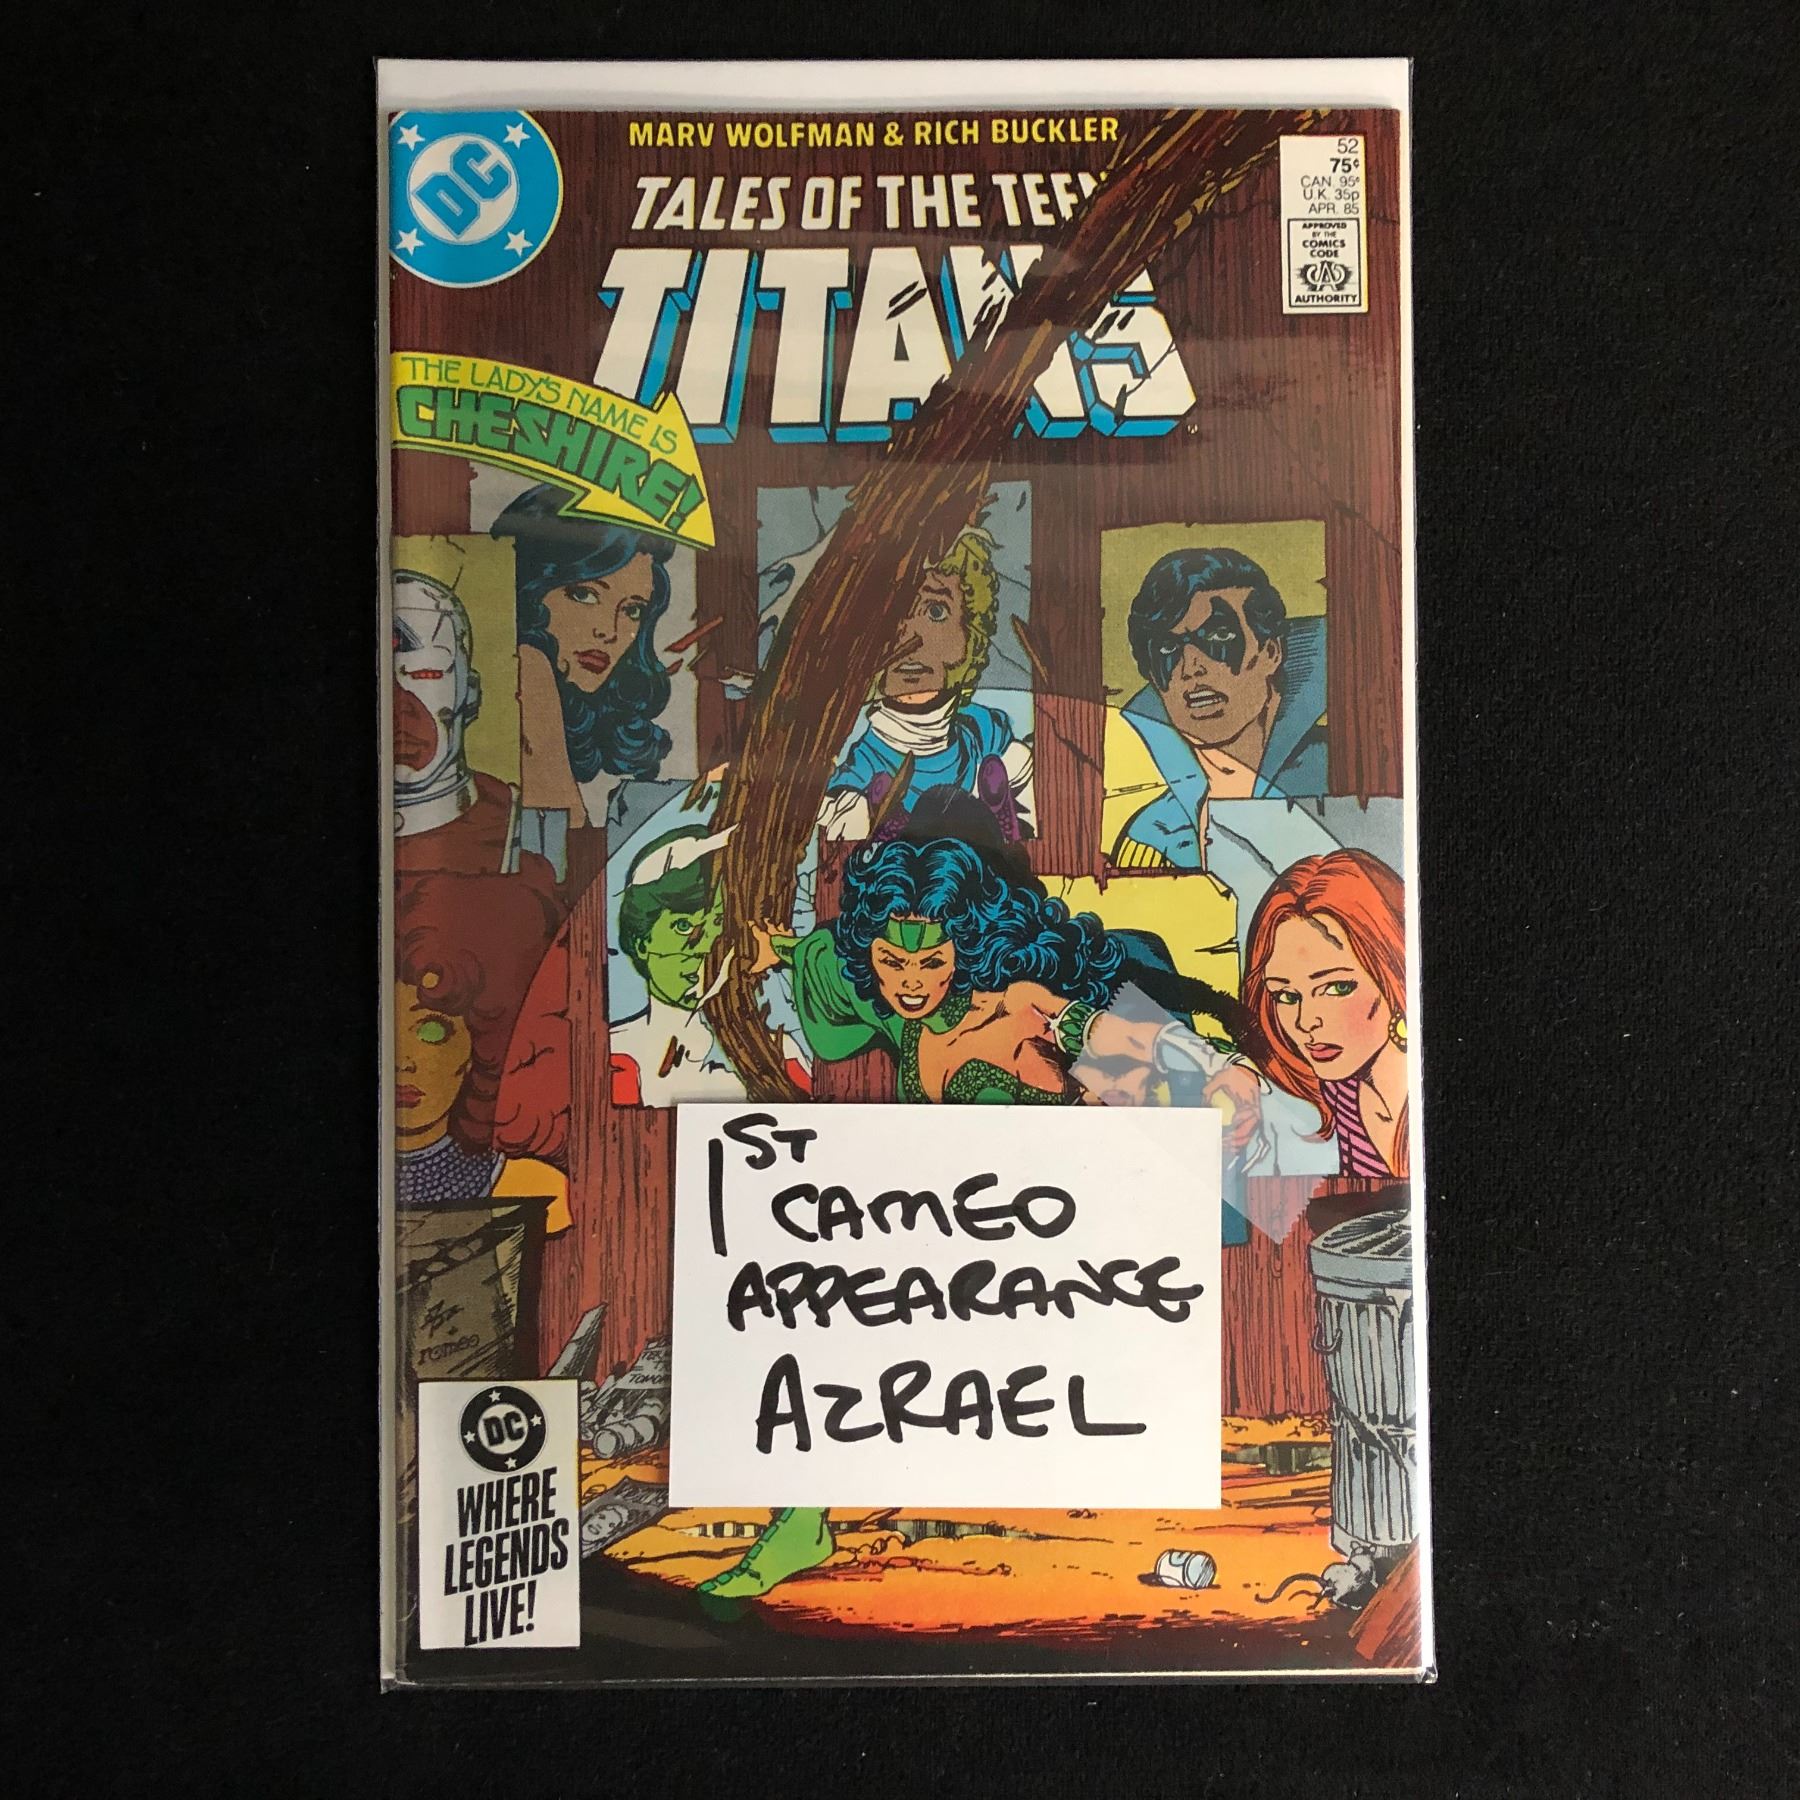 MARV WOLFMAN & RICH BUCKLER
TALES OF THE TEEN
TITANS
52
75¢
CAN. 95¢
U.K. 35p
APR. 85
APPROVED
BY THE
COMICS
CODE
AUTHORITY
DC
THE LADY'S NAME IS
CHESHIRE!
1ST
CAMEO
APPEARANCE
AZRAEL
DC
WHERE
LEGENDS
LIVE!